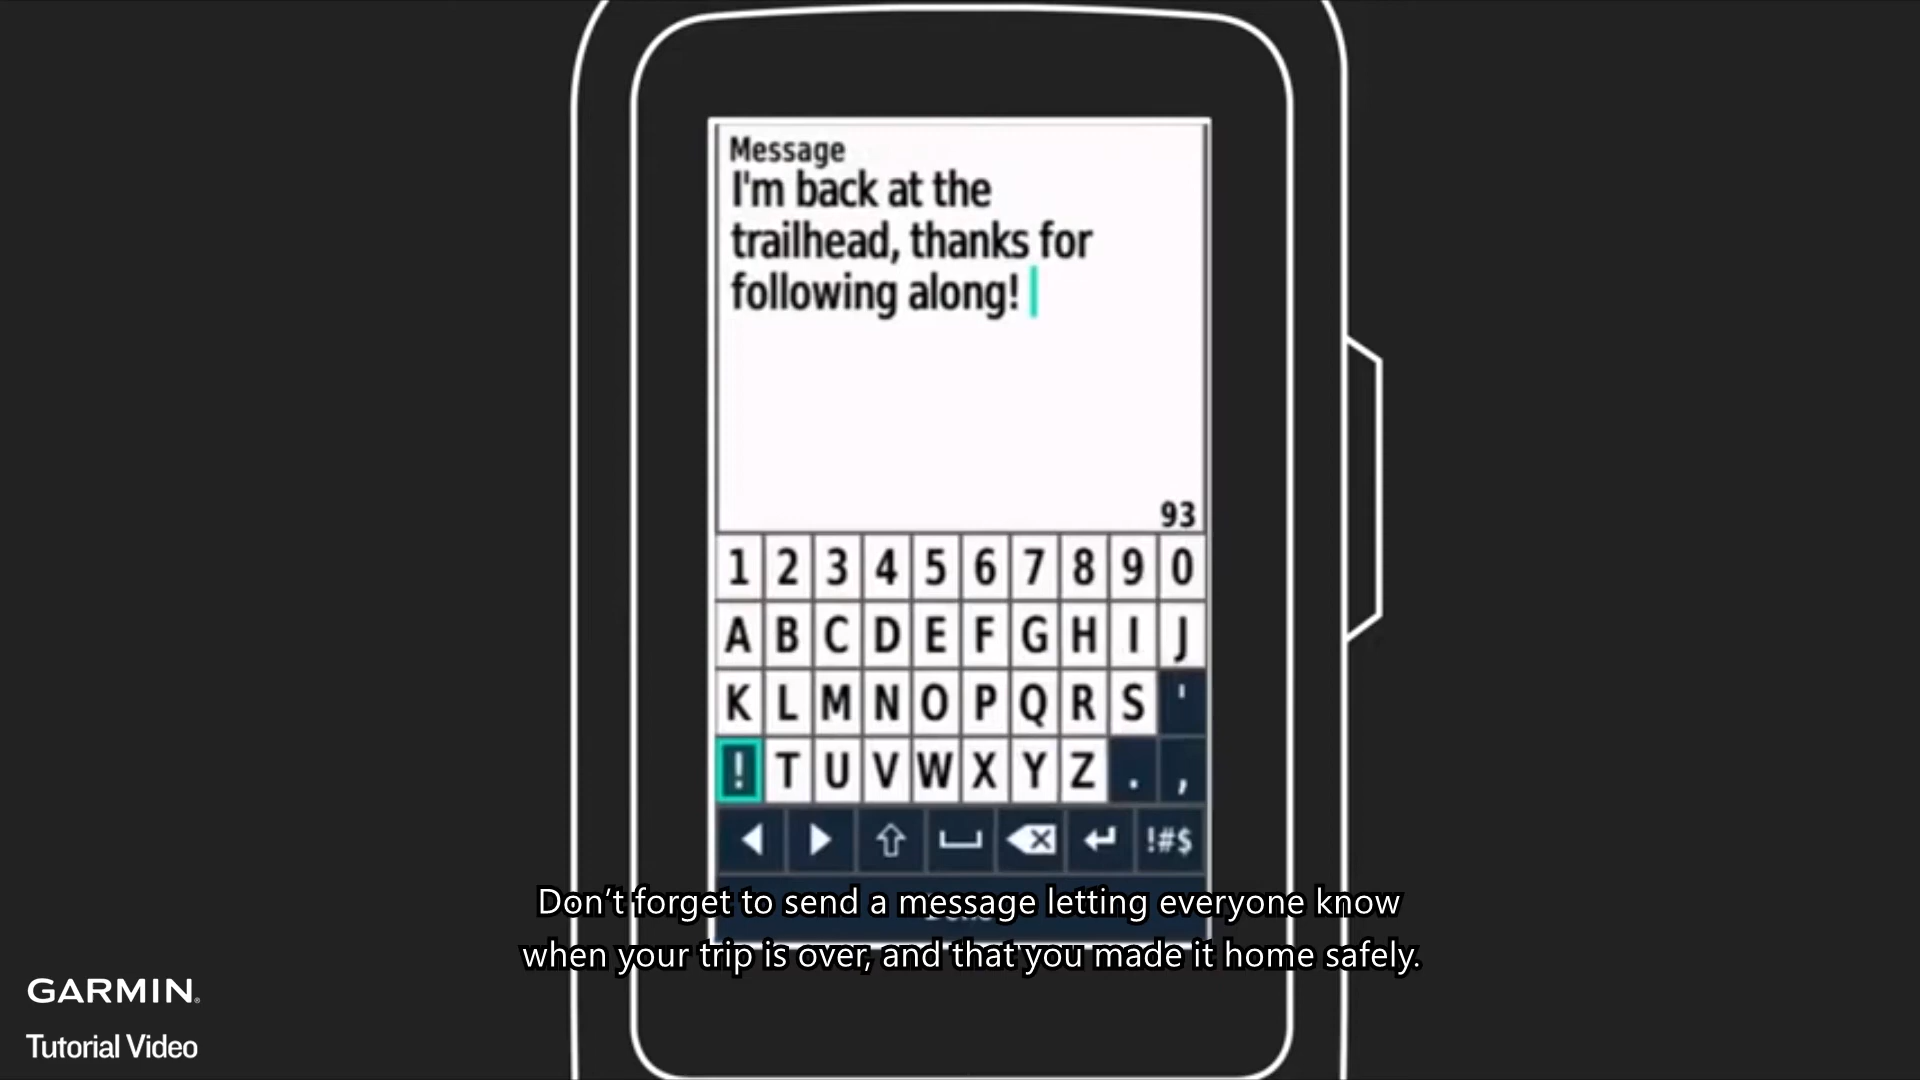 Message
I'm back at the
trailhead, thanks for
following along!
93
1 2 3 4 5 6 7 8 9 0
A B C D E F G H I J
K L M N O P Q R S '
! T U V W X Y Z . ,
!#$
Don't forget to send a message letting everyone know
when your trip is over, and that you made it home safely.
GARMIN
Tutorial Video